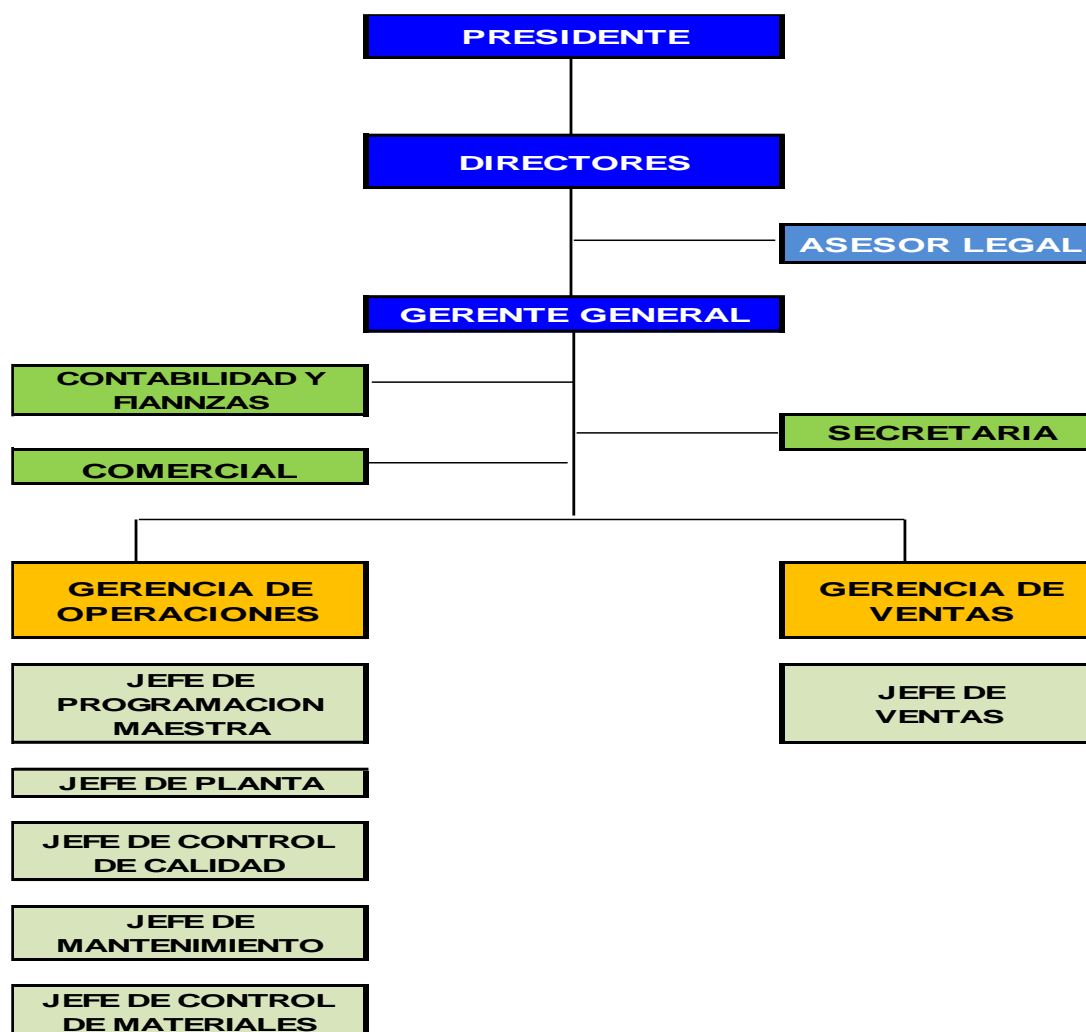 PRESIDENTE
DIRECTORES
ASESOR LEGAL
GERENTE GENERAL
CONTABILIDAD Y
FIANNZAS
SECRETARIA
COMERCIAL
GERENCIA DE
OPERACIONES
GERENCIA DE
VENTAS
JEFE DE
PROGRAMACION
MAESTRA
JEFE DE
VENTAS
JEFE DE PLANTA
JEFE DE CONTROL
DE CALIDAD
JEFE DE
MANTENIMIENTO
JEFE DE CONTROL
DE MATERIALES